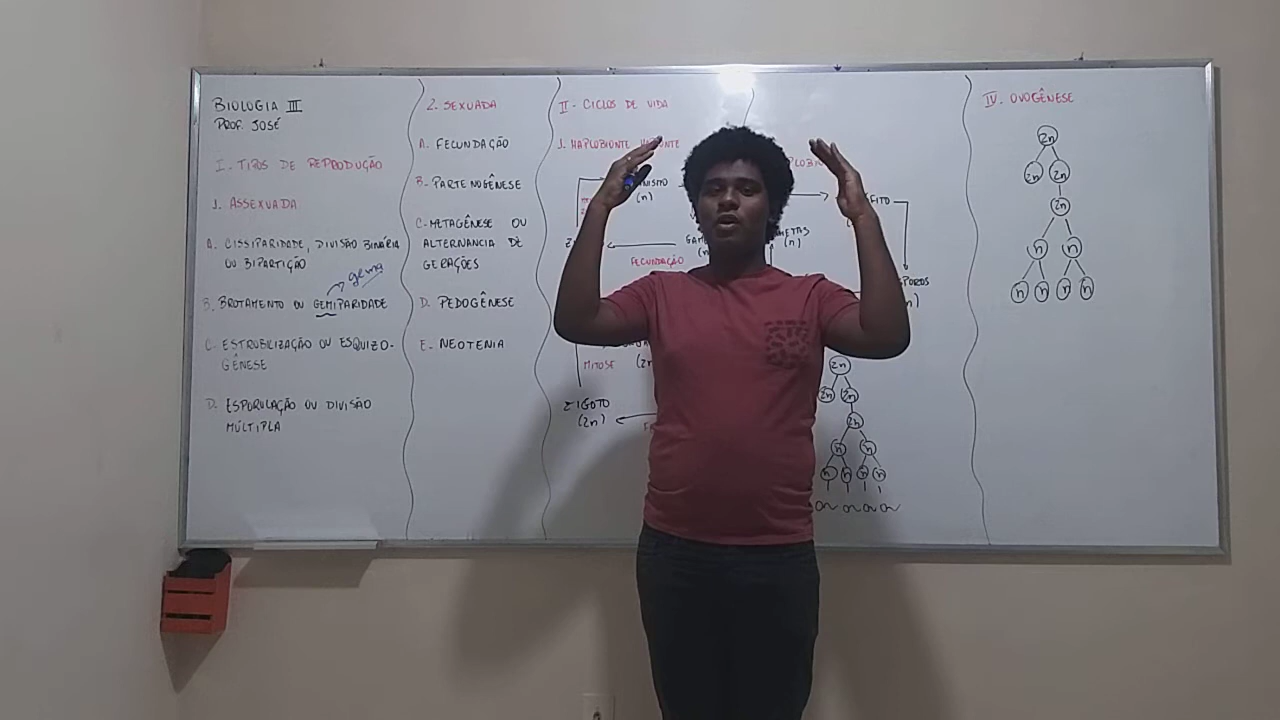 BIOLOGIA III
PROF. JOSÉ
I. TIPOS DE REPRODUÇÃO
1. ASSEXUADA
A. CISSIPARIDADE, DIVISÃO BINÁRIA
OU BIPARTIÇÃO
gema
B. BROTAMENTO OU GEMIPARIDADE
C. ESTROBILIZAÇÃO OU ESQUIZO-
GÊNESE
D. ESPORULAÇÃO OU DIVISÃO
MÚLTIPLA
2. SEXUADA
A. FECUNDAÇÃO
B. PARTENOGÊNESE
C. METAGÊNESE OU
ALTERNANCIA DE
GERAÇÕES
D. PEDOGÊNESE
E. NEOTENIA
II - CICLOS DE VIDA
1. HAPLOBIONTE
(n)
FECUNDAÇÃO
MITOSE
(2n
ZIGOTO
(2n)
(n)
2n
2n 2n
2n
n n
n n n n
IV. OVOGÊNESE
2n
2n 2n
2n
n n
n n n n